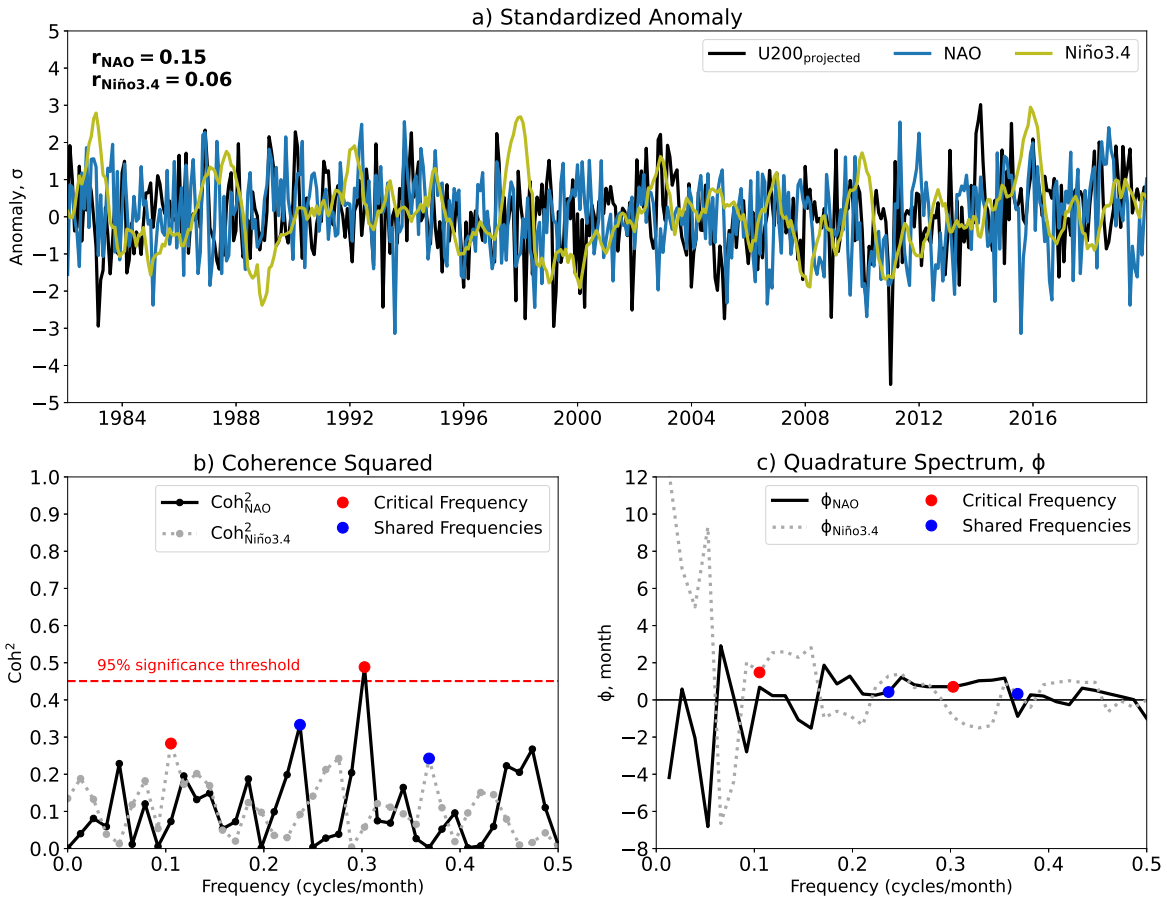 a) Standardized Anomaly
r_NAO = 0.15
r_Niño3.4 = 0.06
U200_projected NAO Niño3.4
5
4
3
2
1
0
−1
−2
−3
−4
−5
Anomaly, σ
1984 1988 1992 1996 2000 2004 2008 2012 2016
b) Coherence Squared
Coh²_NAO Critical Frequency
Coh²_Niño3.4 Shared Frequencies
95% significance threshold
1.0
0.9
0.8
0.7
0.6
0.5
0.4
0.3
0.2
0.1
0.0
Coh²
0.0 0.1 0.2 0.3 0.4 0.5
Frequency (cycles/month)
c) Quadrature Spectrum, ϕ
ϕ_NAO Critical Frequency
ϕ_Niño3.4 Shared Frequencies
12
10
8
6
4
2
0
−2
−4
−6
−8
ϕ, month
0.0 0.1 0.2 0.3 0.4 0.5
Frequency (cycles/month)